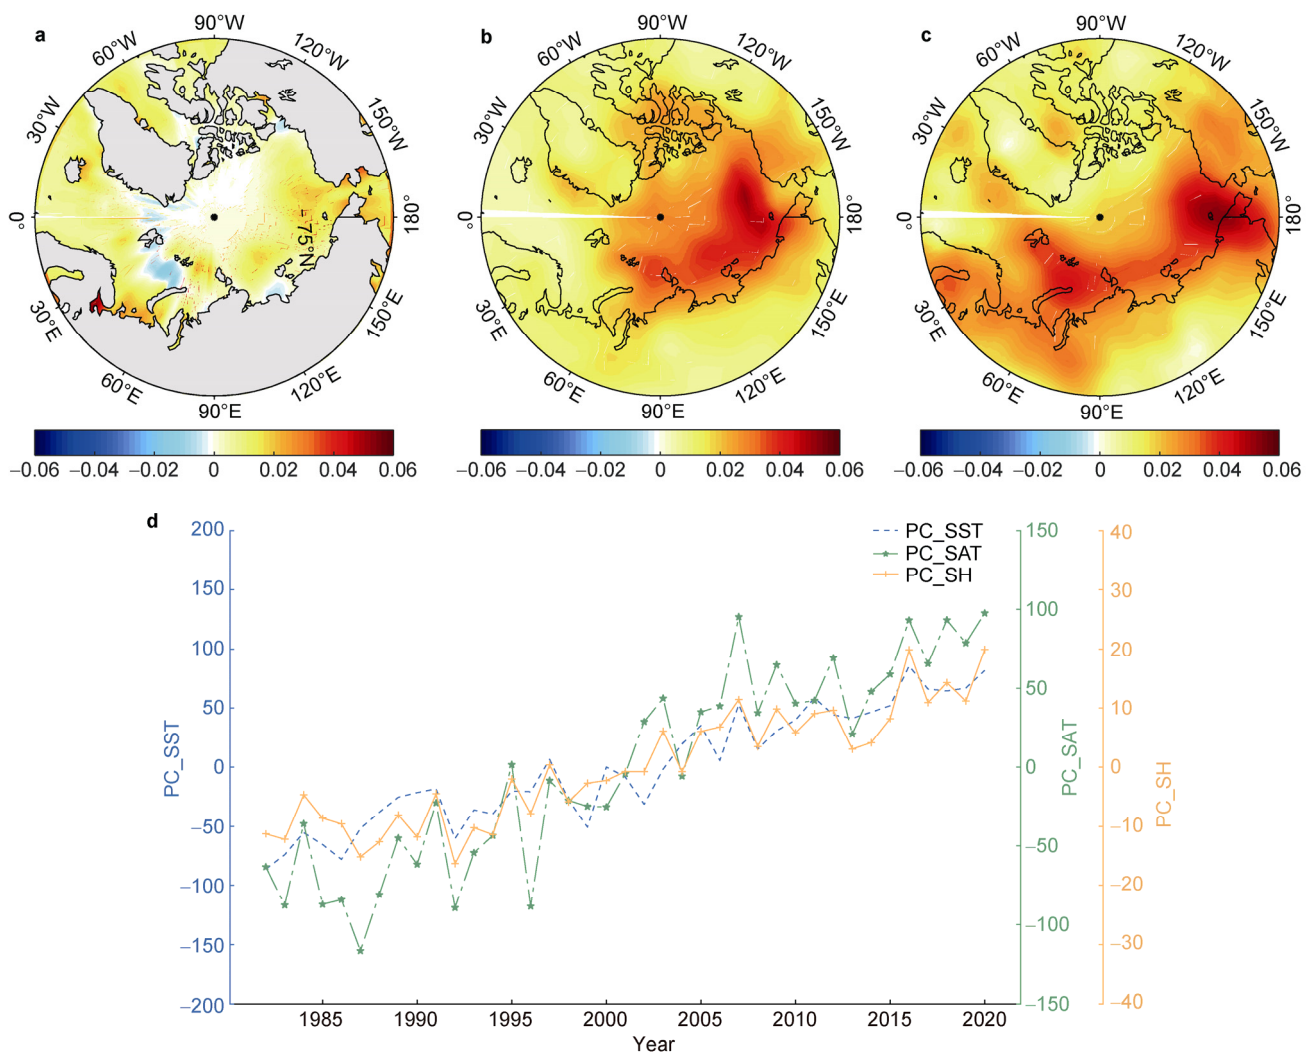 a
90°W
60°W
120°W
30°W
150°W
0°
180°
75°N
30°E
150°E
60°E
120°E
90°E
−0.06 −0.04 −0.02 0 0.02 0.04 0.06
b
90°W
60°W
120°W
30°W
150°W
0°
180°
30°E
150°E
60°E
120°E
90°E
−0.06 −0.04 −0.02 0 0.02 0.04 0.06
c
90°W
60°W
120°W
30°W
150°W
0°
180°
30°E
150°E
60°E
120°E
90°E
−0.06 −0.04 −0.02 0 0.02 0.04 0.06
d
PC_SST
200
150
100
50
0
−50
−100
−150
−200
PC_SST
PC_SAT
PC_SH
150
100
50
0
−50
−100
−150
PC_SAT
40
30
20
10
0
−10
−20
−30
−40
PC_SH
1985 1990 1995 2000 2005 2010 2015 2020
Year